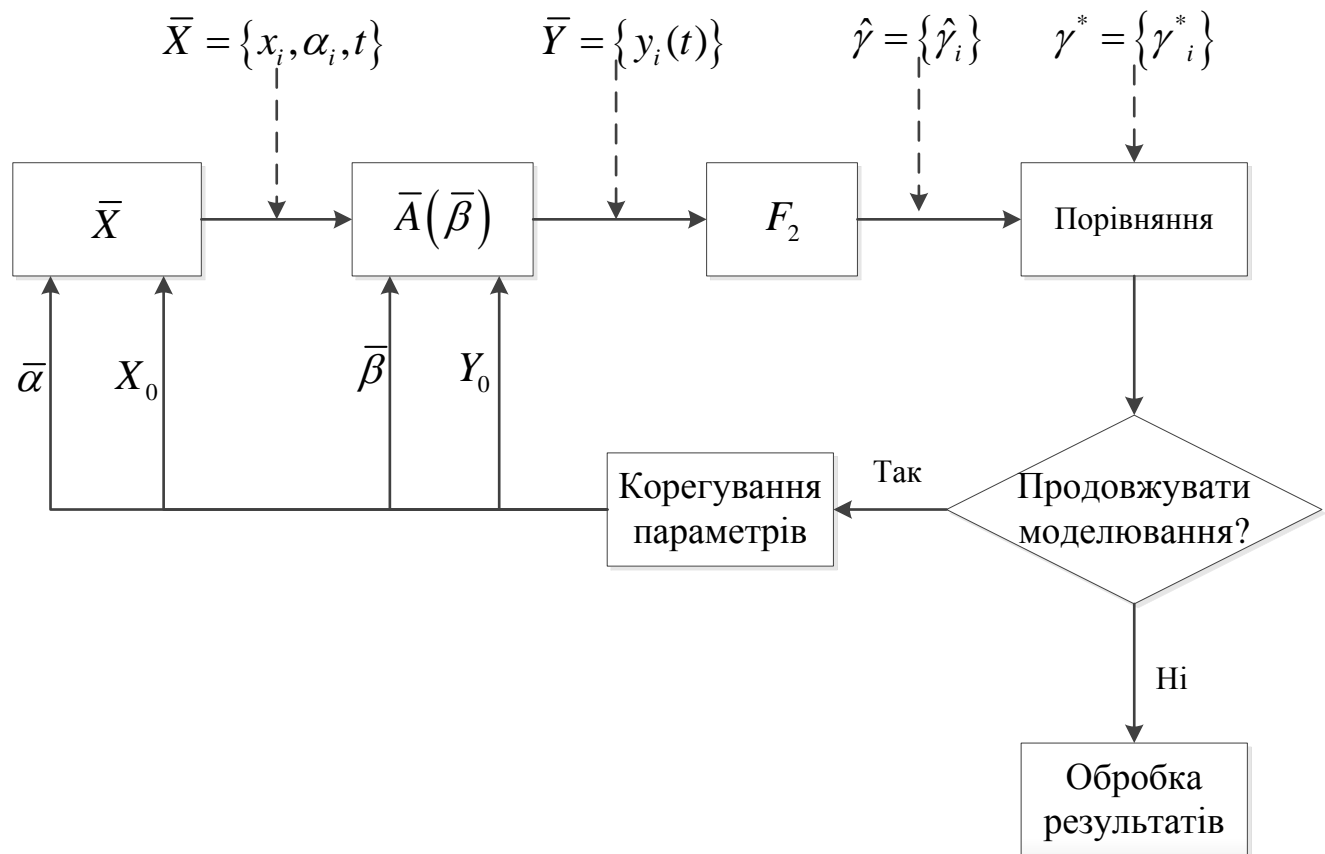 X̅ = {xᵢ, αᵢ, t}
Y̅ = {yᵢ(t)}
γ̂ = {γ̂ᵢ}
γ* = {γ*ᵢ}
X̅
A̅(β̅)
F₂
Порівняння
α̅
X₀
β̅
Y₀
Корегування
параметрів
Так
Продовжувати
моделювання?
Ні
Обробка
результатів